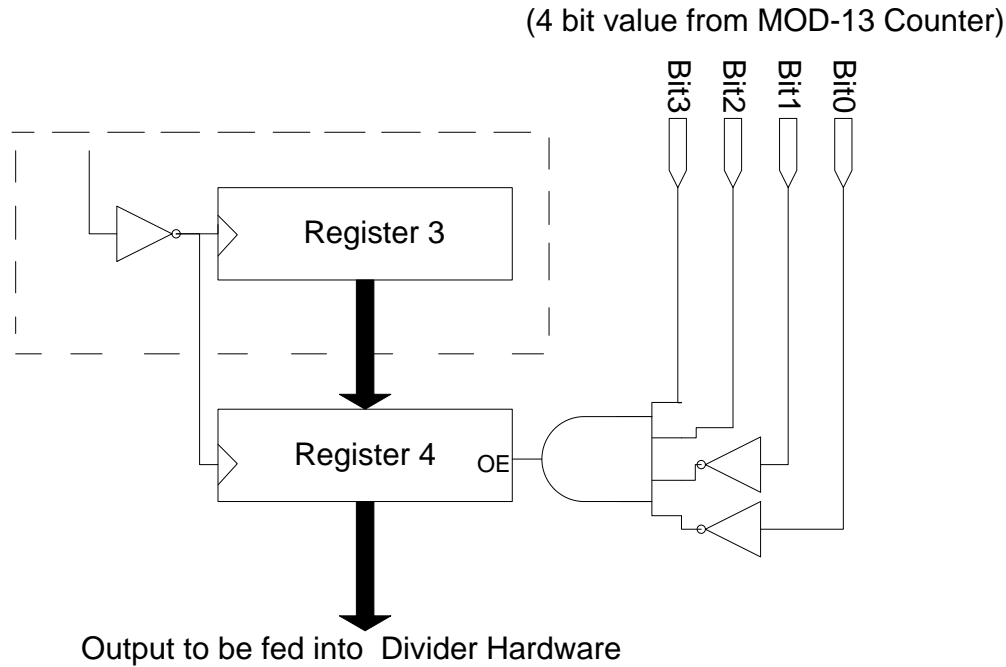 (4 bit value from MOD-13 Counter)
Bit3
Bit2
Bit1
Bit0
Register 3
Register 4
OE
Output to be fed into Divider Hardware